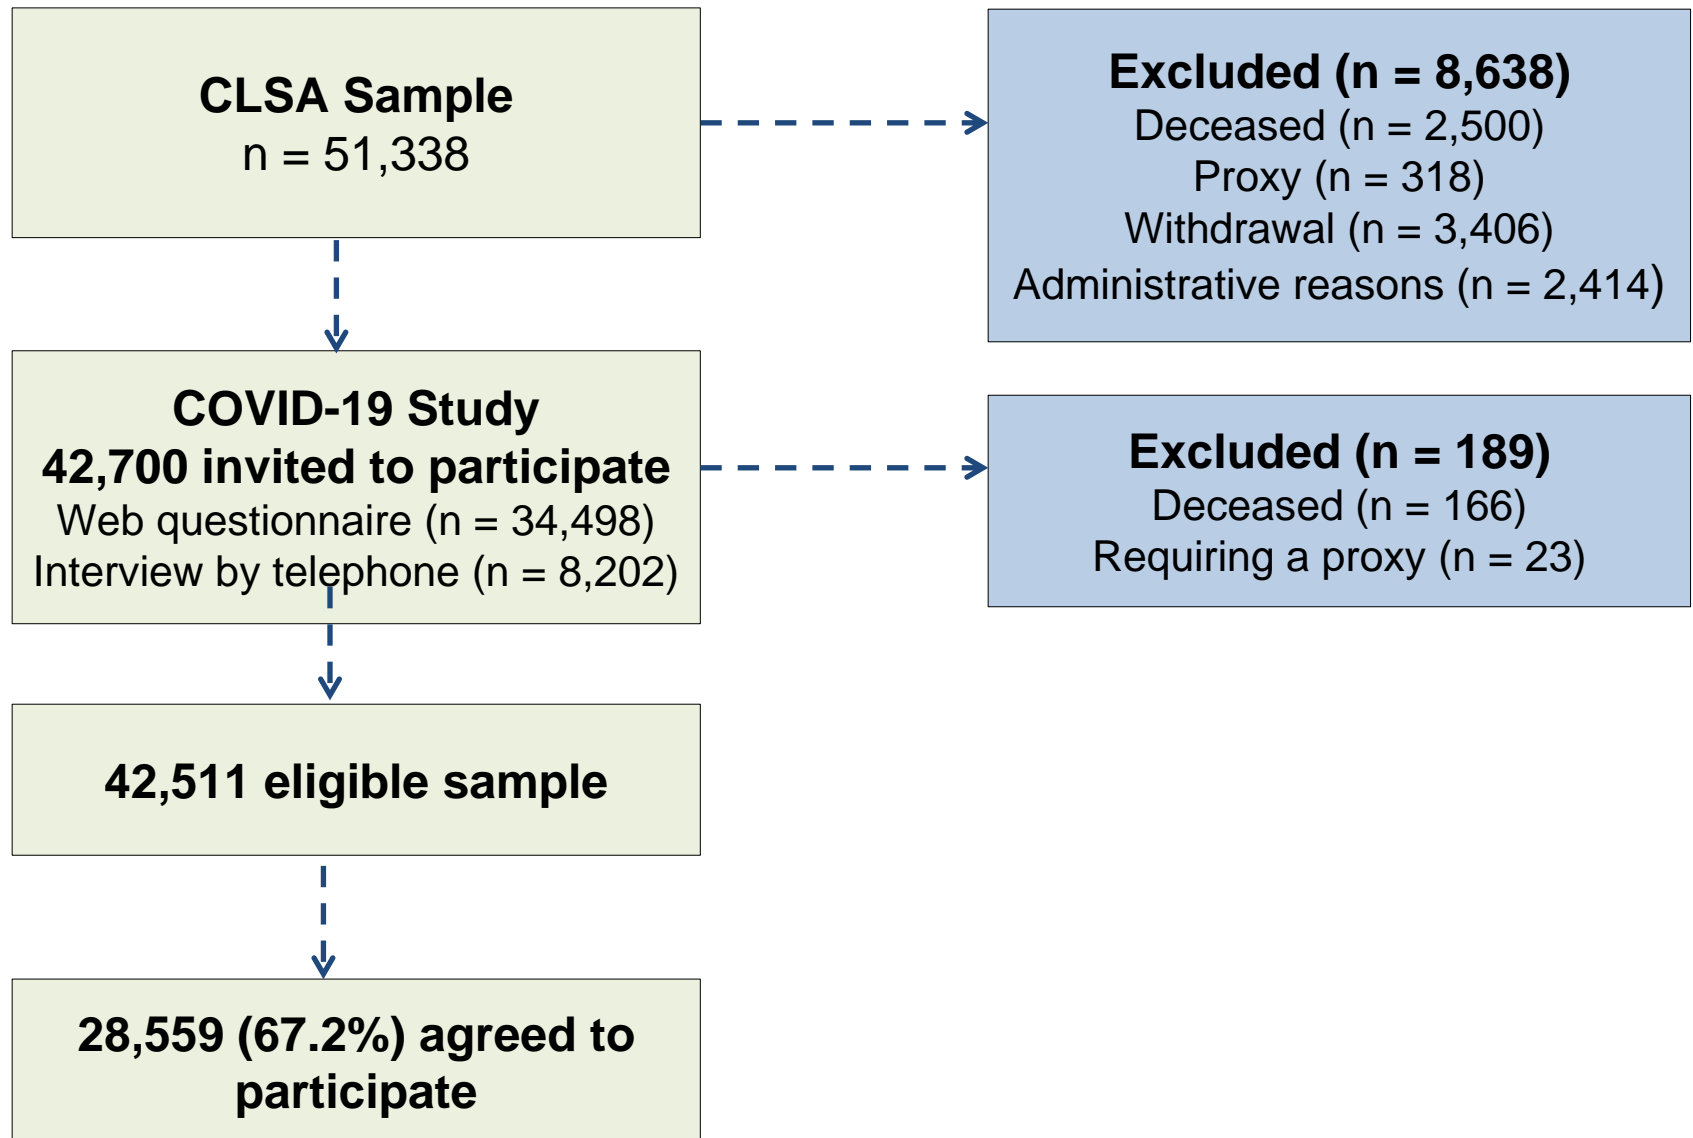 CLSA Sample
n = 51,338
Excluded (n = 8,638)
Deceased (n = 2,500)
Proxy (n = 318)
Withdrawal (n = 3,406)
Administrative reasons (n = 2,414)
COVID-19 Study
42,700 invited to participate
Web questionnaire (n = 34,498)
Interview by telephone (n = 8,202)
Excluded (n = 189)
Deceased (n = 166)
Requiring a proxy (n = 23)
42,511 eligible sample
28,559 (67.2%) agreed to
participate